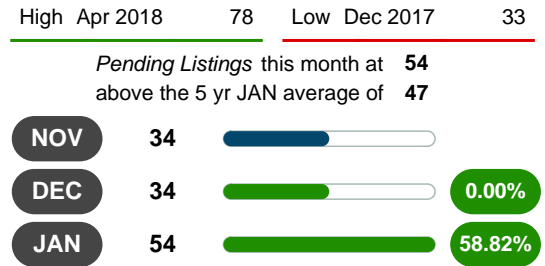 High Apr 2018 78 Low Dec 2017 33
Pending Listings this month at 54
above the 5 yr JAN average of 47
NOV 34
DEC 34 0.00%
JAN 54 58.82%